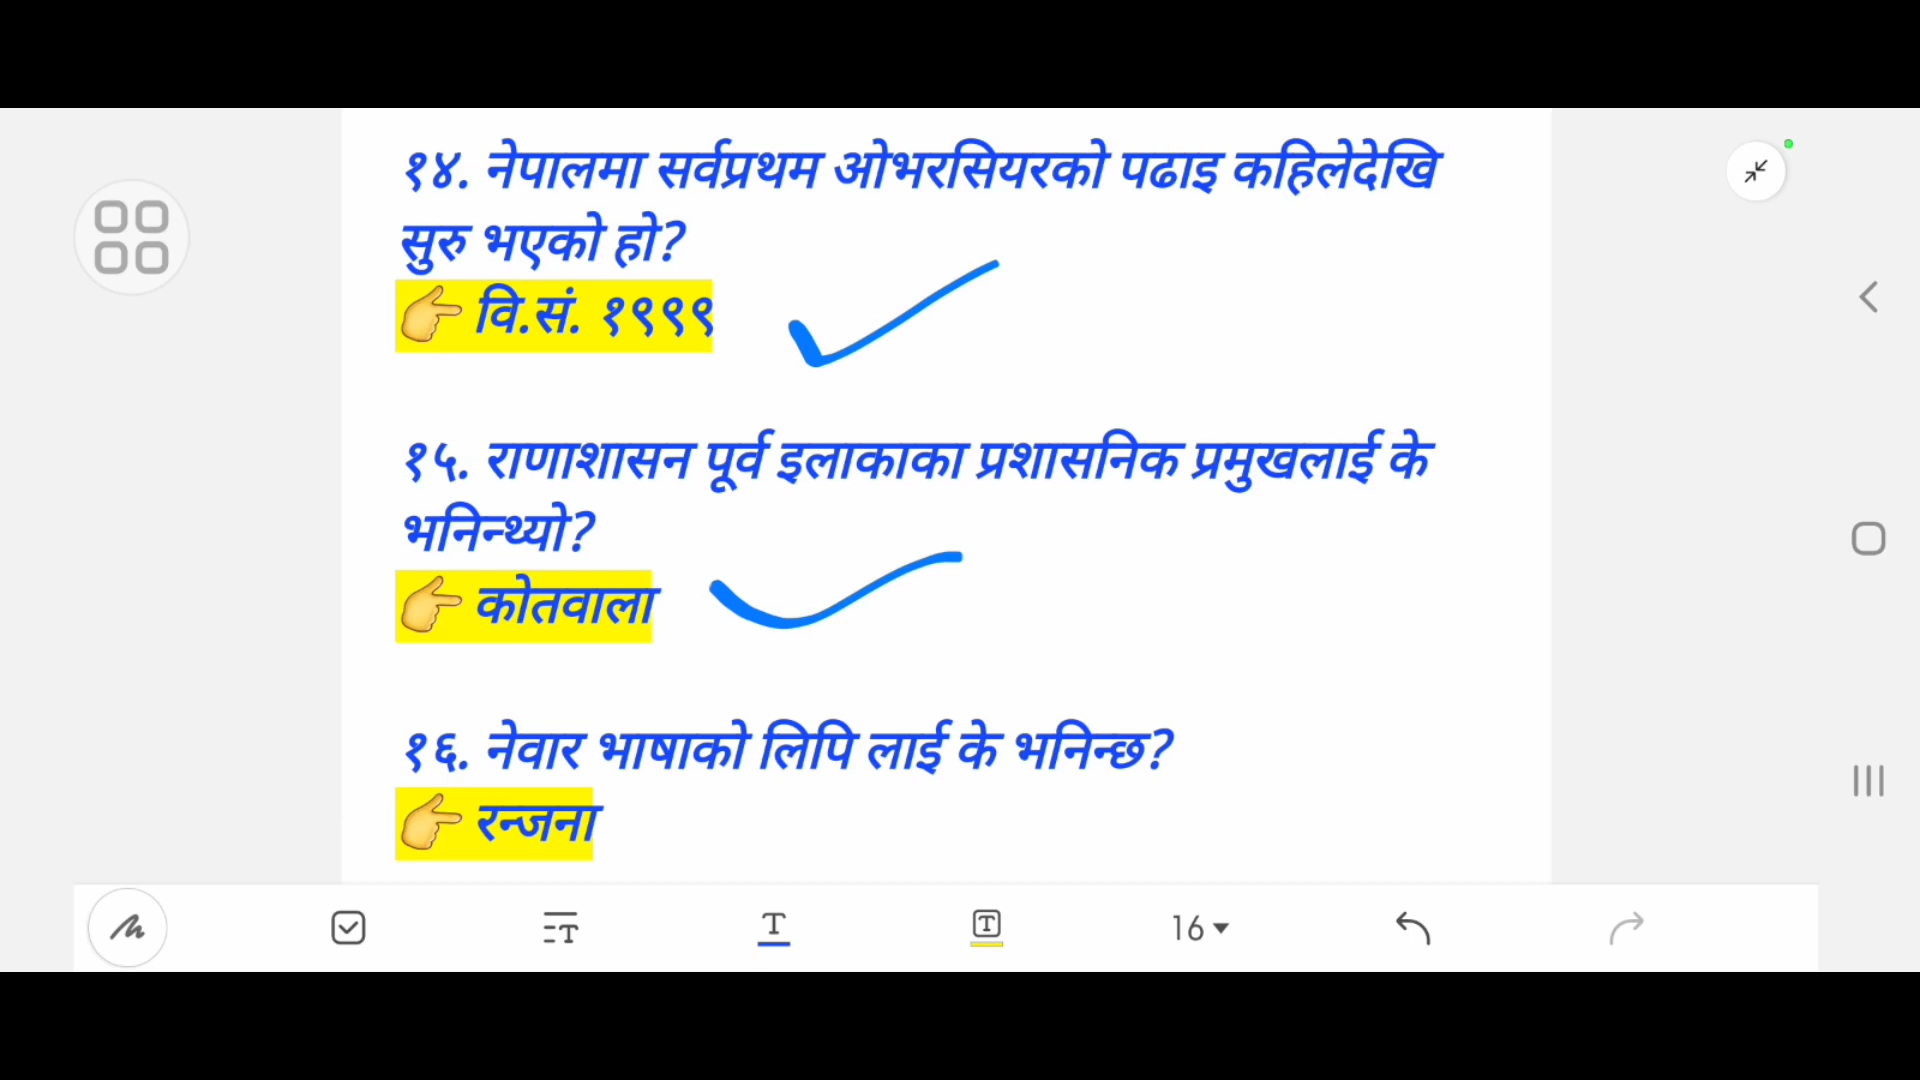 १४. नेपालमा सर्वप्रथम ओभरसियरको पढाइ कहिलेदेखि
सुरु भएको हो?
👉 वि.सं. १९९९
१५. राणाशासन पूर्व इलाकाका प्रशासनिक प्रमुखलाई के
भनिन्थ्यो?
👉 कोतवाला
१६. नेवार भाषाको लिपि लाई के भनिन्छ?
👉 रन्जना
16